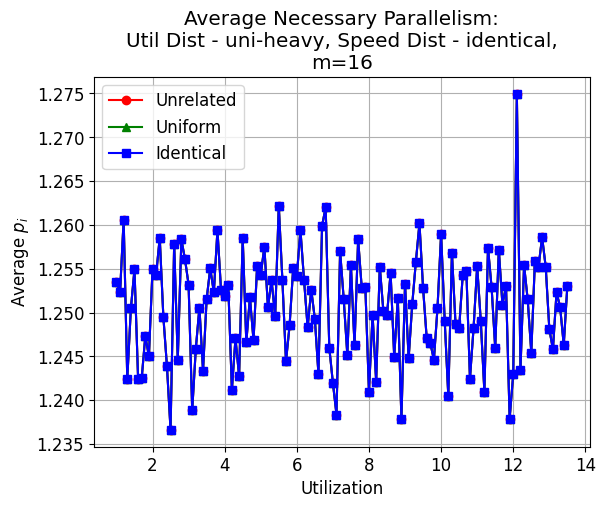 Average Necessary Parallelism:
Util Dist - uni-heavy, Speed Dist - identical,
m=16
Unrelated
Uniform
Identical
1.275
1.270
1.265
1.260
1.255
1.250
1.245
1.240
1.235
Average p_i
2 4 6 8 10 12 14
Utilization